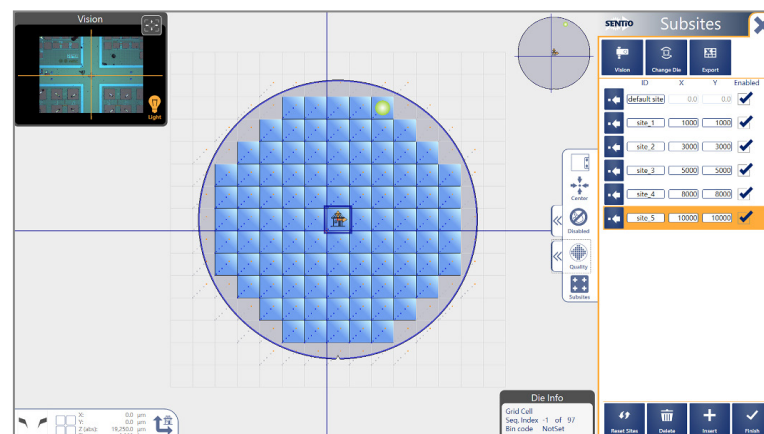 Vision
Light
SENTIO
Subsites
Vision
Change Die
Export
ID X Y Enabled
default site 0.0 0.0
site_1 1000 1000
site_2 3000 3000
site_3 5000 5000
site_4 8000 8000
site_5 10000 10000
Center
Disabled
Quality
Subsites
X: 0.0 µm
Y: 0.0 µm
Z (abs): 19,250.0 µm
Die Info
Grid Cell
Seq. Index -1 of 97
Bin code NotSet
Reset Sites
Delete
Insert
Finish